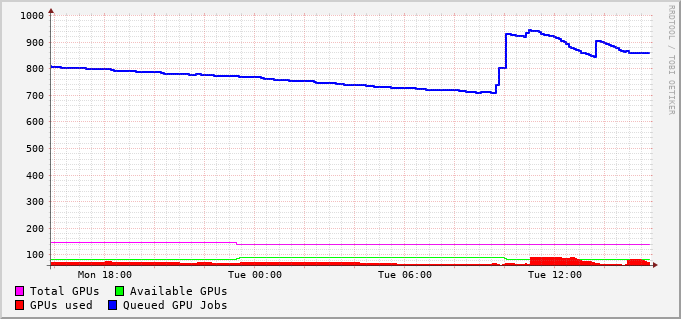 1000
900
800
700
600
500
400
300
200
100
Mon 18:00 Tue 00:00 Tue 06:00 Tue 12:00
Total GPUs Available GPUs
GPUs used Queued GPU Jobs
RRDTOOL / TOBI OETIKER